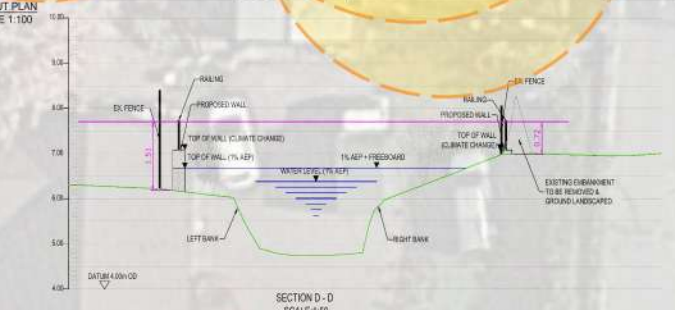 UT PLAN
E 1:100
10.00
9.00
8.00
7.00
6.00
5.00
4.00
RAILING
EX. FENCE
PROPOSED WALL
TOP OF WALL (CLIMATE CHANGE)
TOP OF WALL (1% AEP)
1.51
WATER LEVEL (1% AEP)
1% AEP + FREEBOARD
EX. FENCE
RAILING
PROPOSED WALL
TOP OF WALL
(CLIMATE CHANGE)
0.72
EXISTING EMBANKMENT
TO BE REMOVED &
GROUND LANDSCAPED
LEFT BANK
RIGHT BANK
DATUM 4.00m OD
SECTION D - D
SCALE 1:50